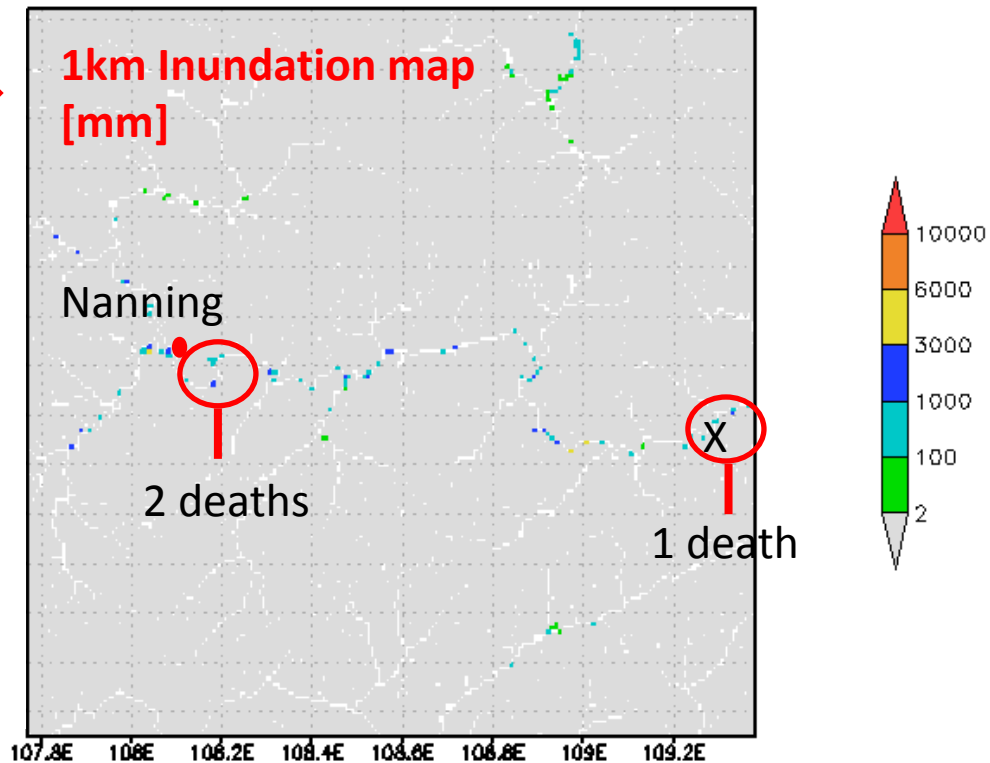 1km Inundation map
[mm]
Nanning
2 deaths
X
1 death
10000
6000
3000
1000
100
2
107.8E 108E 108.2E 108.4E 108.6E 108.8E 109E 109.2E